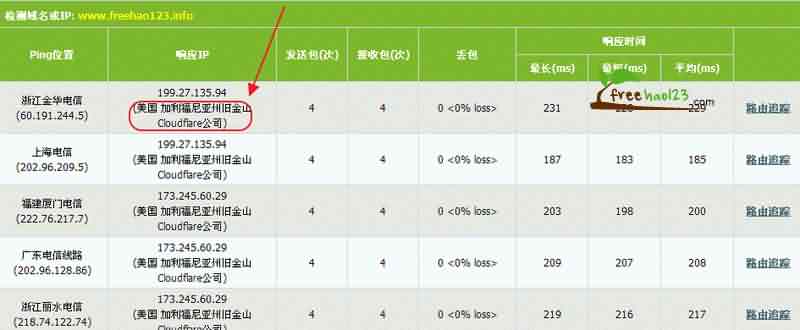 检测域名或IP: www.freehao123.info
Ping位置 响应IP 发送包(次) 接收包(次) 丢包 响应时间
最长(ms) 最短(ms) 平均(ms)
浙江金华电信
(60.191.244.5)
199.27.135.94
(美国 加利福尼亚州旧金山
Cloudflare公司)
4 4 0 <0% loss> 231 226 229 路由追踪
freehao123.com
上海电信
(202.96.209.5)
199.27.135.94
(美国 加利福尼亚州旧金山
Cloudflare公司)
4 4 0 <0% loss> 187 183 185 路由追踪
福建厦门电信
(222.76.217.7)
173.245.60.29
(美国 加利福尼亚州旧金山
Cloudflare公司)
4 4 0 <0% loss> 203 198 200 路由追踪
广东电信线路
(202.96.128.86)
173.245.60.29
(美国 加利福尼亚州旧金山
Cloudflare公司)
4 4 0 <0% loss> 209 207 208 路由追踪
浙江丽水电信
(218.74.122.74)
173.245.60.29
(美国 加利福尼亚州旧金山
Cloudflare公司)
4 4 0 <0% loss> 219 216 217 路由追踪